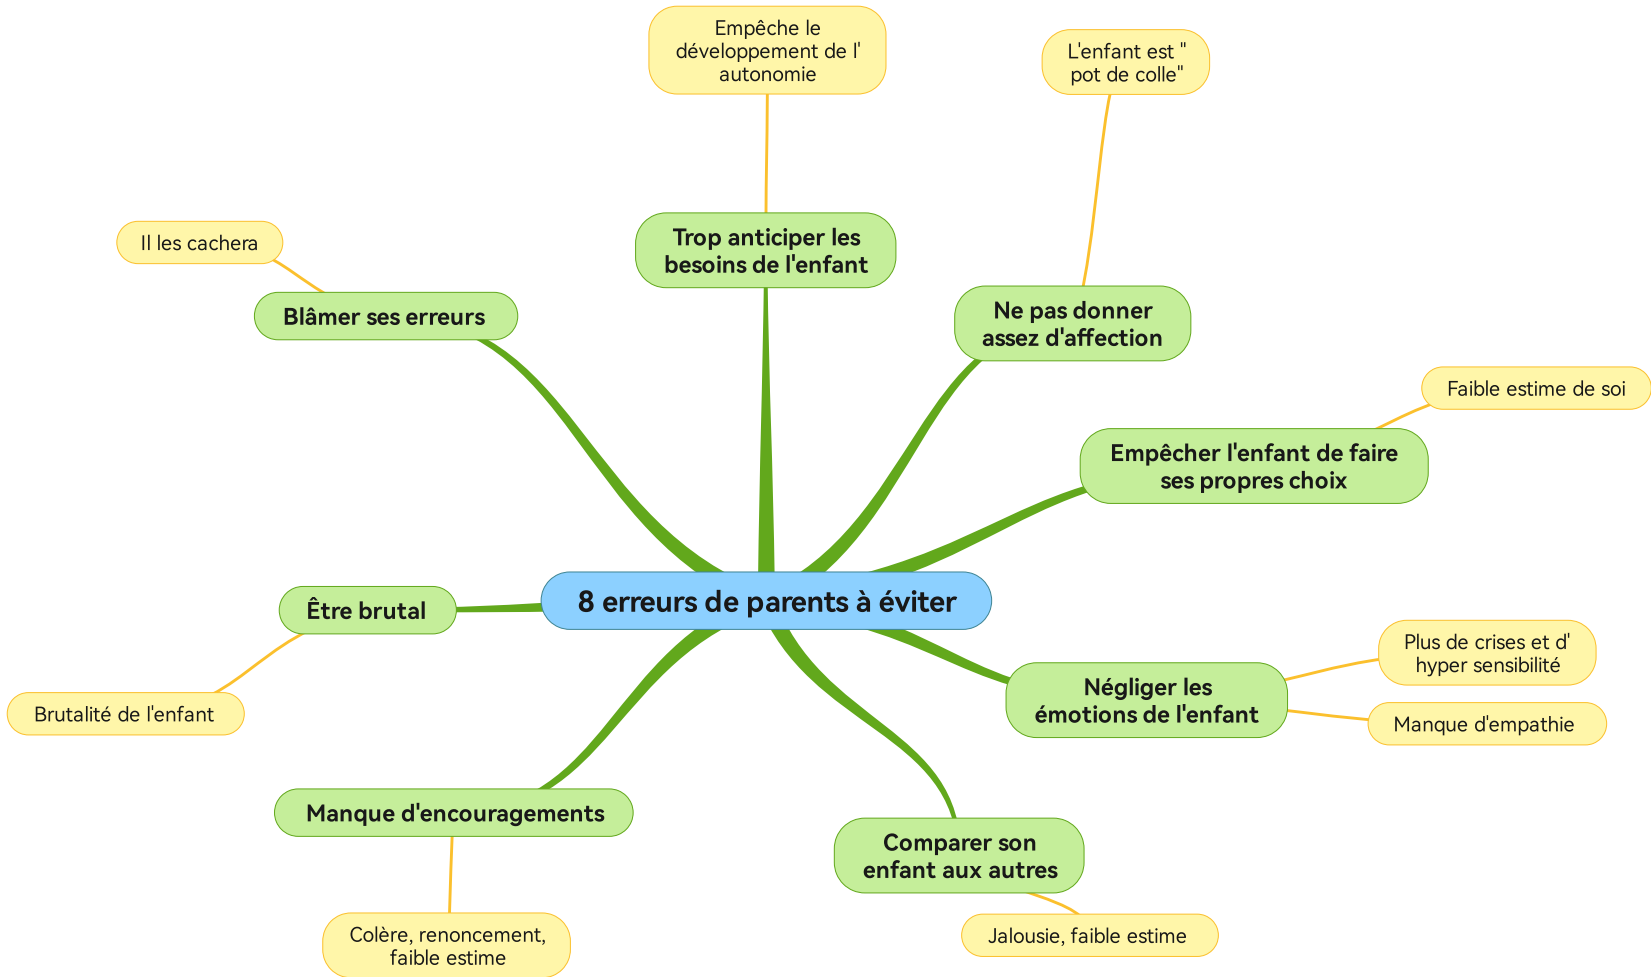 Empêche le
développement de l'
autonomie
L'enfant est "
pot de colle"
Il les cachera
Trop anticiper les
besoins de l'enfant
Blâmer ses erreurs
Ne pas donner
assez d'affection
Faible estime de soi
Empêcher l'enfant de faire
ses propres choix
8 erreurs de parents à éviter
Être brutal
Brutalité de l'enfant
Négliger les
émotions de l'enfant
Plus de crises et d'
hyper sensibilité
Manque d'empathie
Manque d'encouragements
Colère, renoncement,
faible estime
Comparer son
enfant aux autres
Jalousie, faible estime